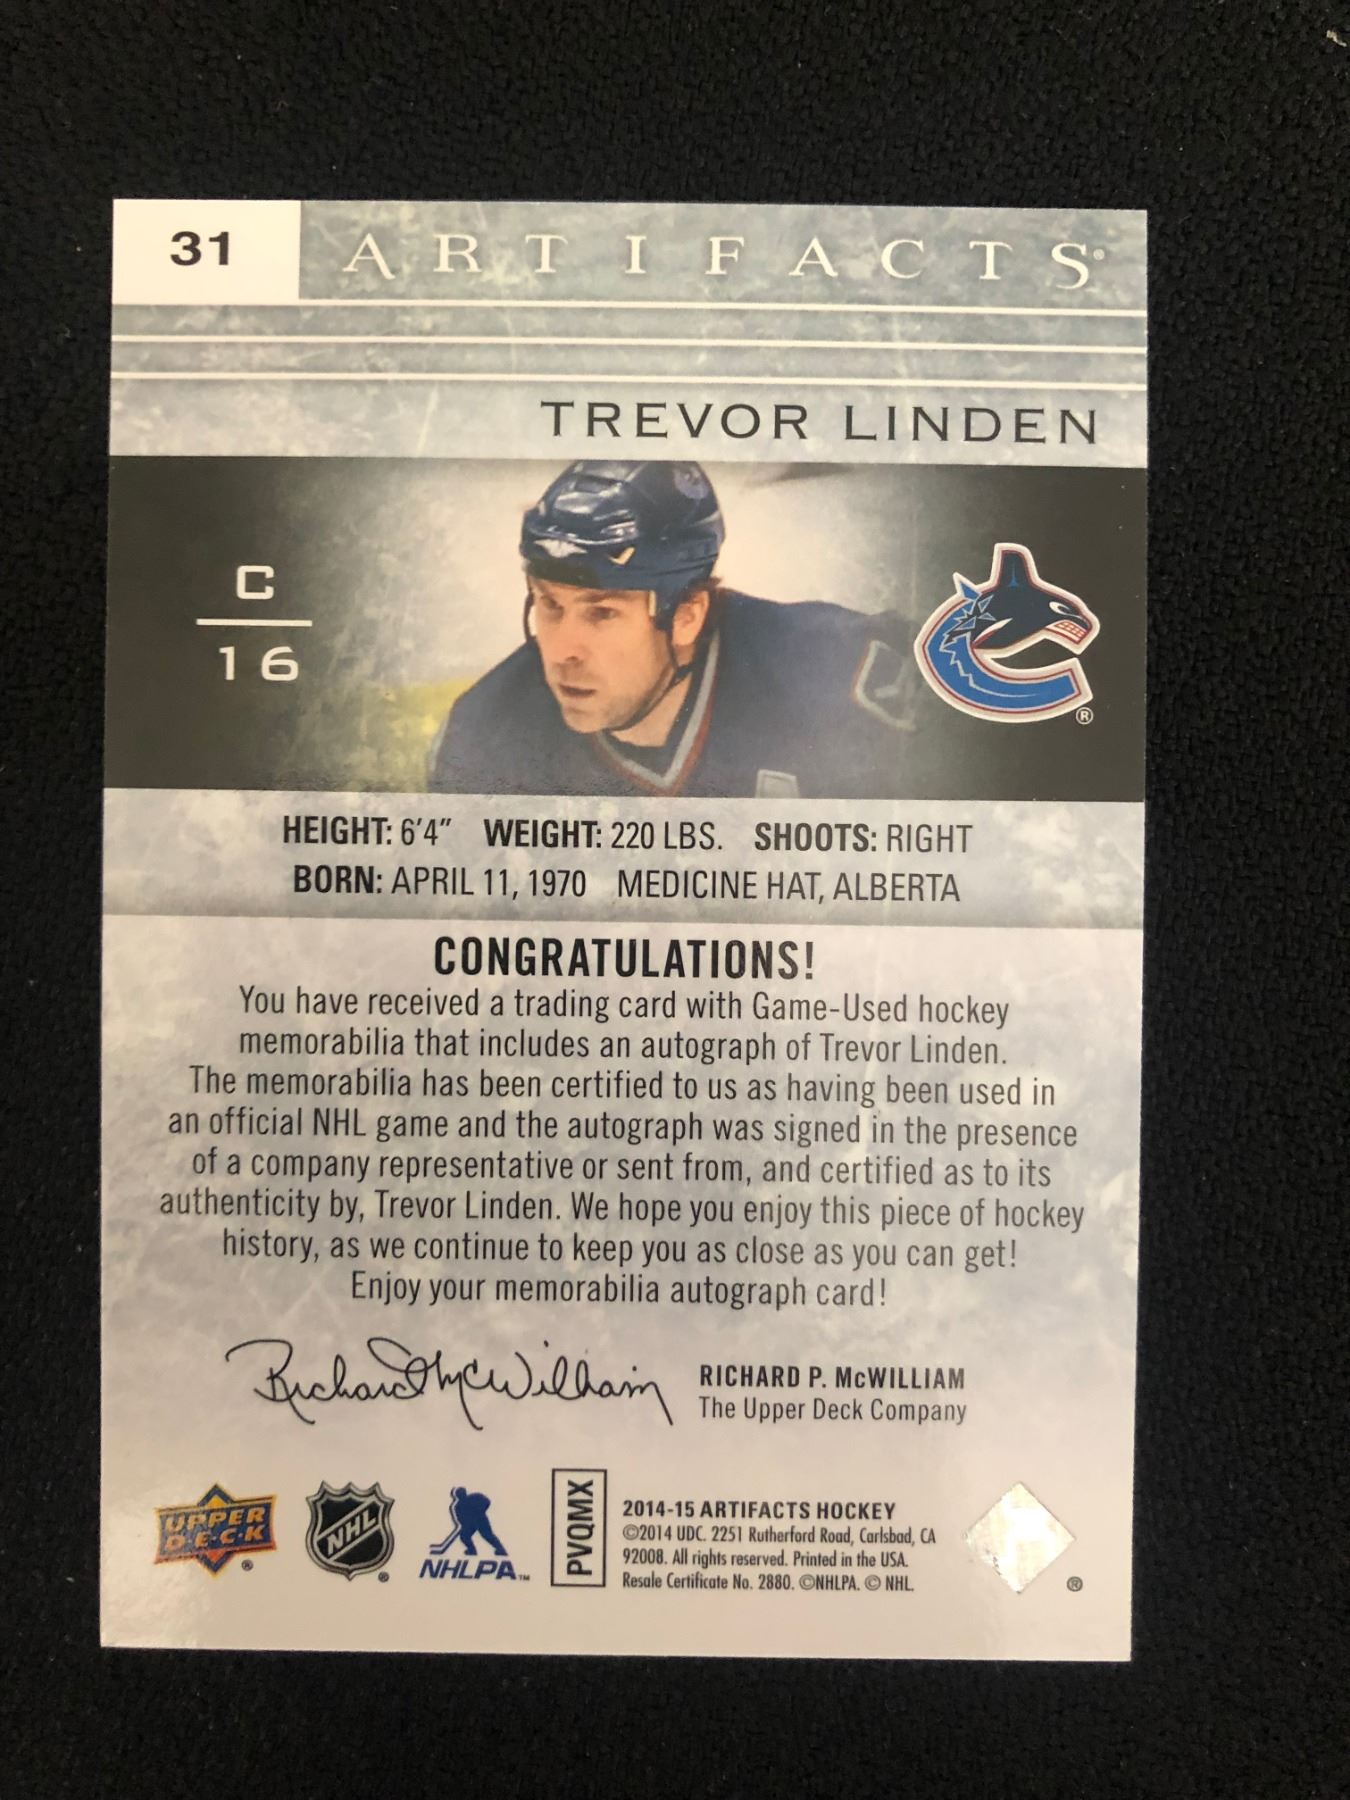 31
ARTIFACTS®
TREVOR LINDEN
C
16
®
HEIGHT: 6'4" WEIGHT: 220 LBS. SHOOTS: RIGHT
BORN: APRIL 11, 1970 MEDICINE HAT, ALBERTA
CONGRATULATIONS!
You have received a trading card with Game-Used hockey
memorabilia that includes an autograph of Trevor Linden.
The memorabilia has been certified to us as having been used in
an official NHL game and the autograph was signed in the presence
of a company representative or sent from, and certified as to its
authenticity by, Trevor Linden. We hope you enjoy this piece of hockey
history, as we continue to keep you as close as you can get!
Enjoy your memorabilia autograph card!
Richard McWilliam
RICHARD P. McWILLIAM
The Upper Deck Company
UPPER
DECK
®
NHL
®
NHLPA™
PVQMX
2014-15 ARTIFACTS HOCKEY
©2014 UDC. 2251 Rutherford Road, Carlsbad, CA
92008. All rights reserved. Printed in the USA.
Resale Certificate No. 2880. ©NHLPA. © NHL.
®